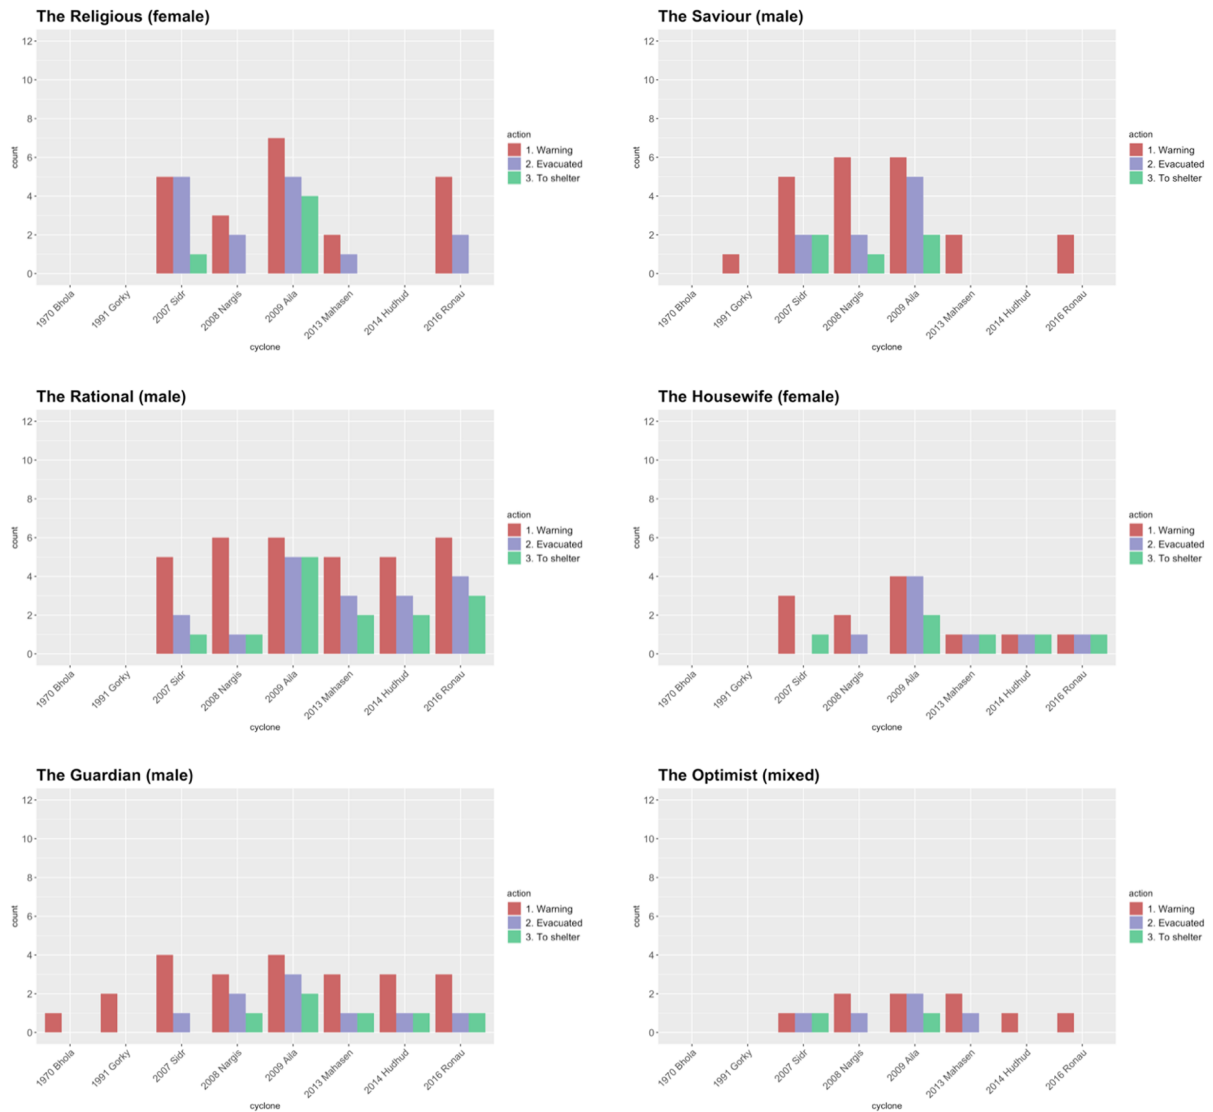 The Religious (female)
12
10
8
6
4
2
0
count
1970 Bhola
1991 Gorky
2007 Sidr
2008 Nargis
2009 Aila
2013 Mahasen
2014 Hudhud
2016 Ronau
cyclone
action
1. Warning
2. Evacuated
3. To shelter
The Saviour (male)
12
10
8
6
4
2
0
count
1970 Bhola
1991 Gorky
2007 Sidr
2008 Nargis
2009 Aila
2013 Mahasen
2014 Hudhud
2016 Ronau
cyclone
action
1. Warning
2. Evacuated
3. To shelter
The Rational (male)
12
10
8
6
4
2
0
count
1970 Bhola
1991 Gorky
2007 Sidr
2008 Nargis
2009 Aila
2013 Mahasen
2014 Hudhud
2016 Ronau
cyclone
action
1. Warning
2. Evacuated
3. To shelter
The Housewife (female)
12
10
8
6
4
2
0
count
1970 Bhola
1991 Gorky
2007 Sidr
2008 Nargis
2009 Aila
2013 Mahasen
2014 Hudhud
2016 Ronau
cyclone
action
1. Warning
2. Evacuated
3. To shelter
The Guardian (male)
12
10
8
6
4
2
0
count
1970 Bhola
1991 Gorky
2007 Sidr
2008 Nargis
2009 Aila
2013 Mahasen
2014 Hudhud
2016 Ronau
cyclone
action
1. Warning
2. Evacuated
3. To shelter
The Optimist (mixed)
12
10
8
6
4
2
0
count
1970 Bhola
1991 Gorky
2007 Sidr
2008 Nargis
2009 Aila
2013 Mahasen
2014 Hudhud
2016 Ronau
cyclone
action
1. Warning
2. Evacuated
3. To shelter